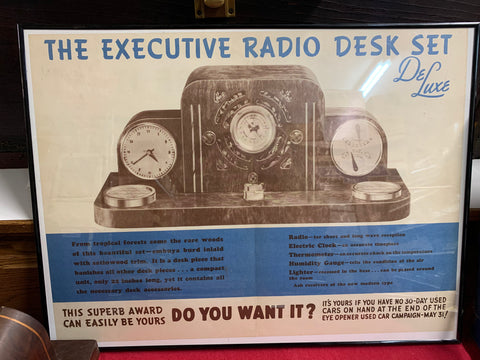 THE EXECUTIVE RADIO DESK SET
De Luxe
From tropical forests come the rare woods
of this beautiful set—embuya burd inlaid
with satinwood trim. It is a desk piece that
banishes all other desk pieces . . . a compact
unit, only 23 inches long, yet it contains all
the necessary desk accessories.
Radio—for short and long wave reception
Electric Clock—an accurate timepiece
Thermometer—an accurate check on the temperature
Humidity Gauge—tells the condition of the air
Lighter—recessed in the base . . . can be passed around
the room
Ash receivers of the new modern type
THIS SUPERB AWARD
CAN EASILY BE YOURS
DO YOU WANT IT?
IT'S YOURS IF YOU HAVE NO 30-DAY USED
CARS ON HAND AT THE END OF THE
EYE OPENER USED CAR CAMPAIGN-MAY 31!